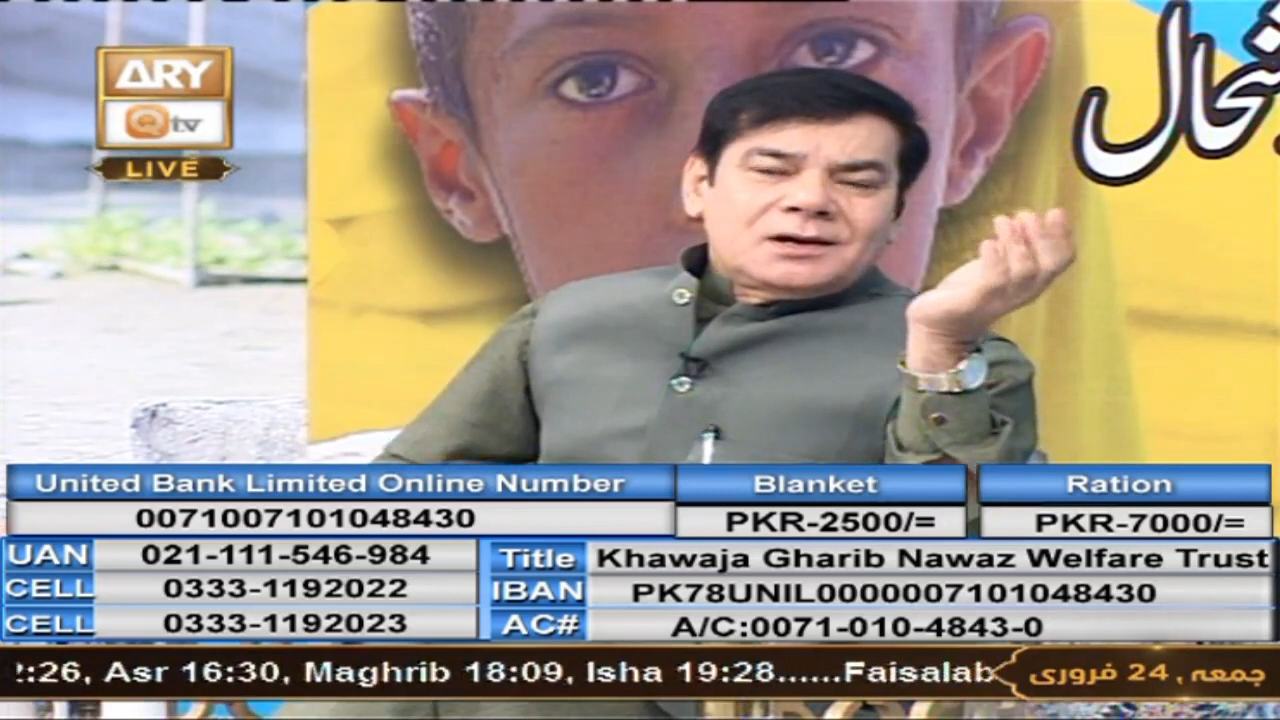 ARY
Qtv
LIVE
United Bank Limited Online Number
Blanket
Ration
0071007101048430
PKR-2500/=
PKR-7000/=
UAN
021-111-546-984
Title
Khawaja Gharib Nawaz Welfare Trust
CELL
0333-1192022
IBAN
PK78UNIL0000007101048430
CELL
0333-1192023
AC#
A/C:0071-010-4843-0
:26, Asr 16:30, Maghrib 18:09, Isha 19:28......Faisalab
جمعہ, 24 فروری